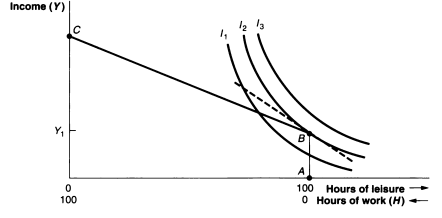 Income (Y)
C
I1 I2 I3
Y1
B
A
0 100 Hours of leisure →
100 0 Hours of work (H) ←